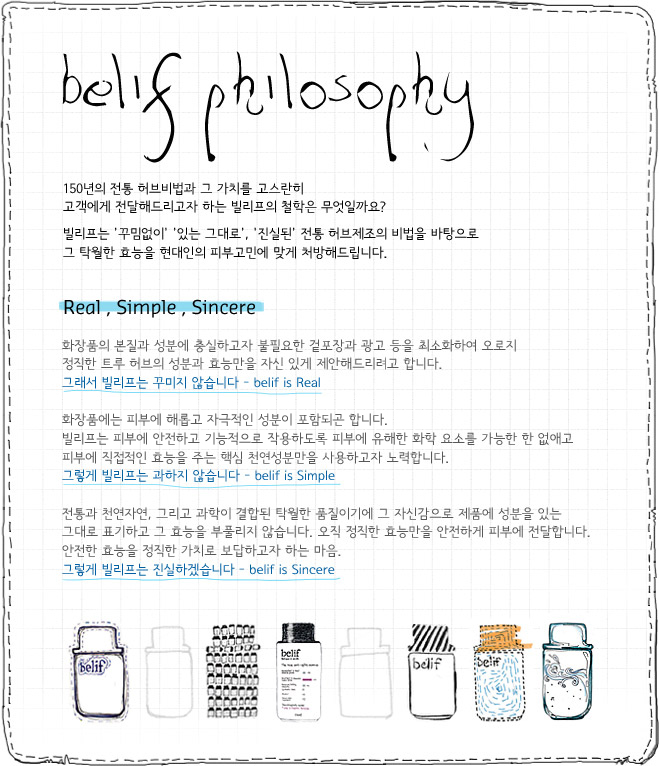 belif philosophy
150년의 전통 허브비법과 그 가치를 고스란히
고객에게 전달해드리고자 하는 빌리프의 철학은 무엇일까요?
빌리프는 '꾸밈없이' '있는 그대로', '진실된' 전통 허브제조의 비법을 바탕으로
그 탁월한 효능을 현대인의 피부고민에 맞게 처방해드립니다.
Real , Simple , Sincere
화장품의 본질과 성분에 충실하고자 불필요한 겉포장과 광고 등을 최소화하여 오로지
정직한 트루 허브의 성분과 효능만을 자신 있게 제안해드리려고 합니다.
그래서 빌리프는 꾸미지 않습니다 - belif is Real
화장품에는 피부에 해롭고 자극적인 성분이 포함되곤 합니다.
빌리프는 피부에 안전하고 기능적으로 작용하도록 피부에 유해한 화학 요소를 가능한 한 없애고
피부에 직접적인 효능을 주는 핵심 천연성분만을 사용하고자 노력합니다.
그렇게 빌리프는 과하지 않습니다 - belif is Simple
전통과 천연자연, 그리고 과학이 결합된 탁월한 품질이기에 그 자신감으로 제품에 성분을 있는
그대로 표기하고 그 효능을 부풀리지 않습니다. 오직 정직한 효능만을 안전하게 피부에 전달합니다.
안전한 효능을 정직한 가치로 보답하고자 하는 마음.
그렇게 빌리프는 진실하겠습니다 - belif is Sincere
belif
belif
belif
belif